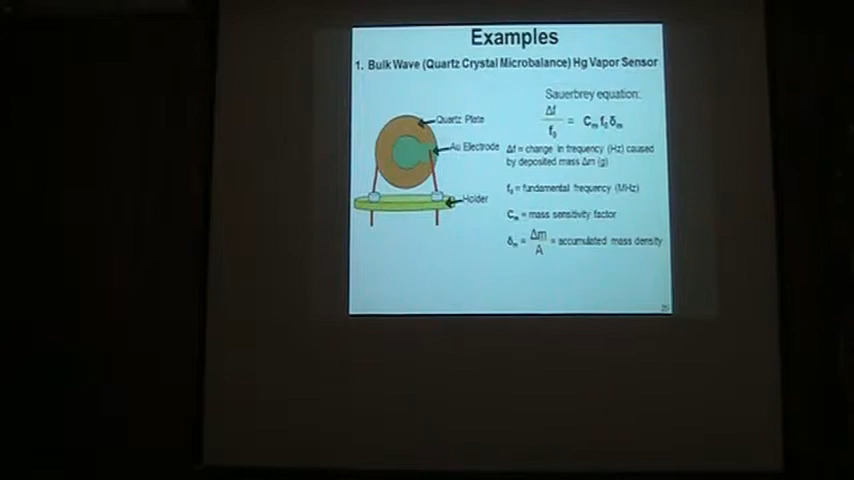 Examples
1. Bulk Wave (Quartz Crystal Microbalance) Hg Vapor Sensor
Sauerbrey equation:
Δf
f₀
= Cₘ f₀ δₘ
Quartz Plate
Au Electrode
Holder
Δf = change in frequency (Hz) caused
by deposited mass Δm (g)
f₀ = fundamental frequency (MHz)
Cₘ = mass sensitivity factor
δₘ = Δm
A
= accumulated mass density